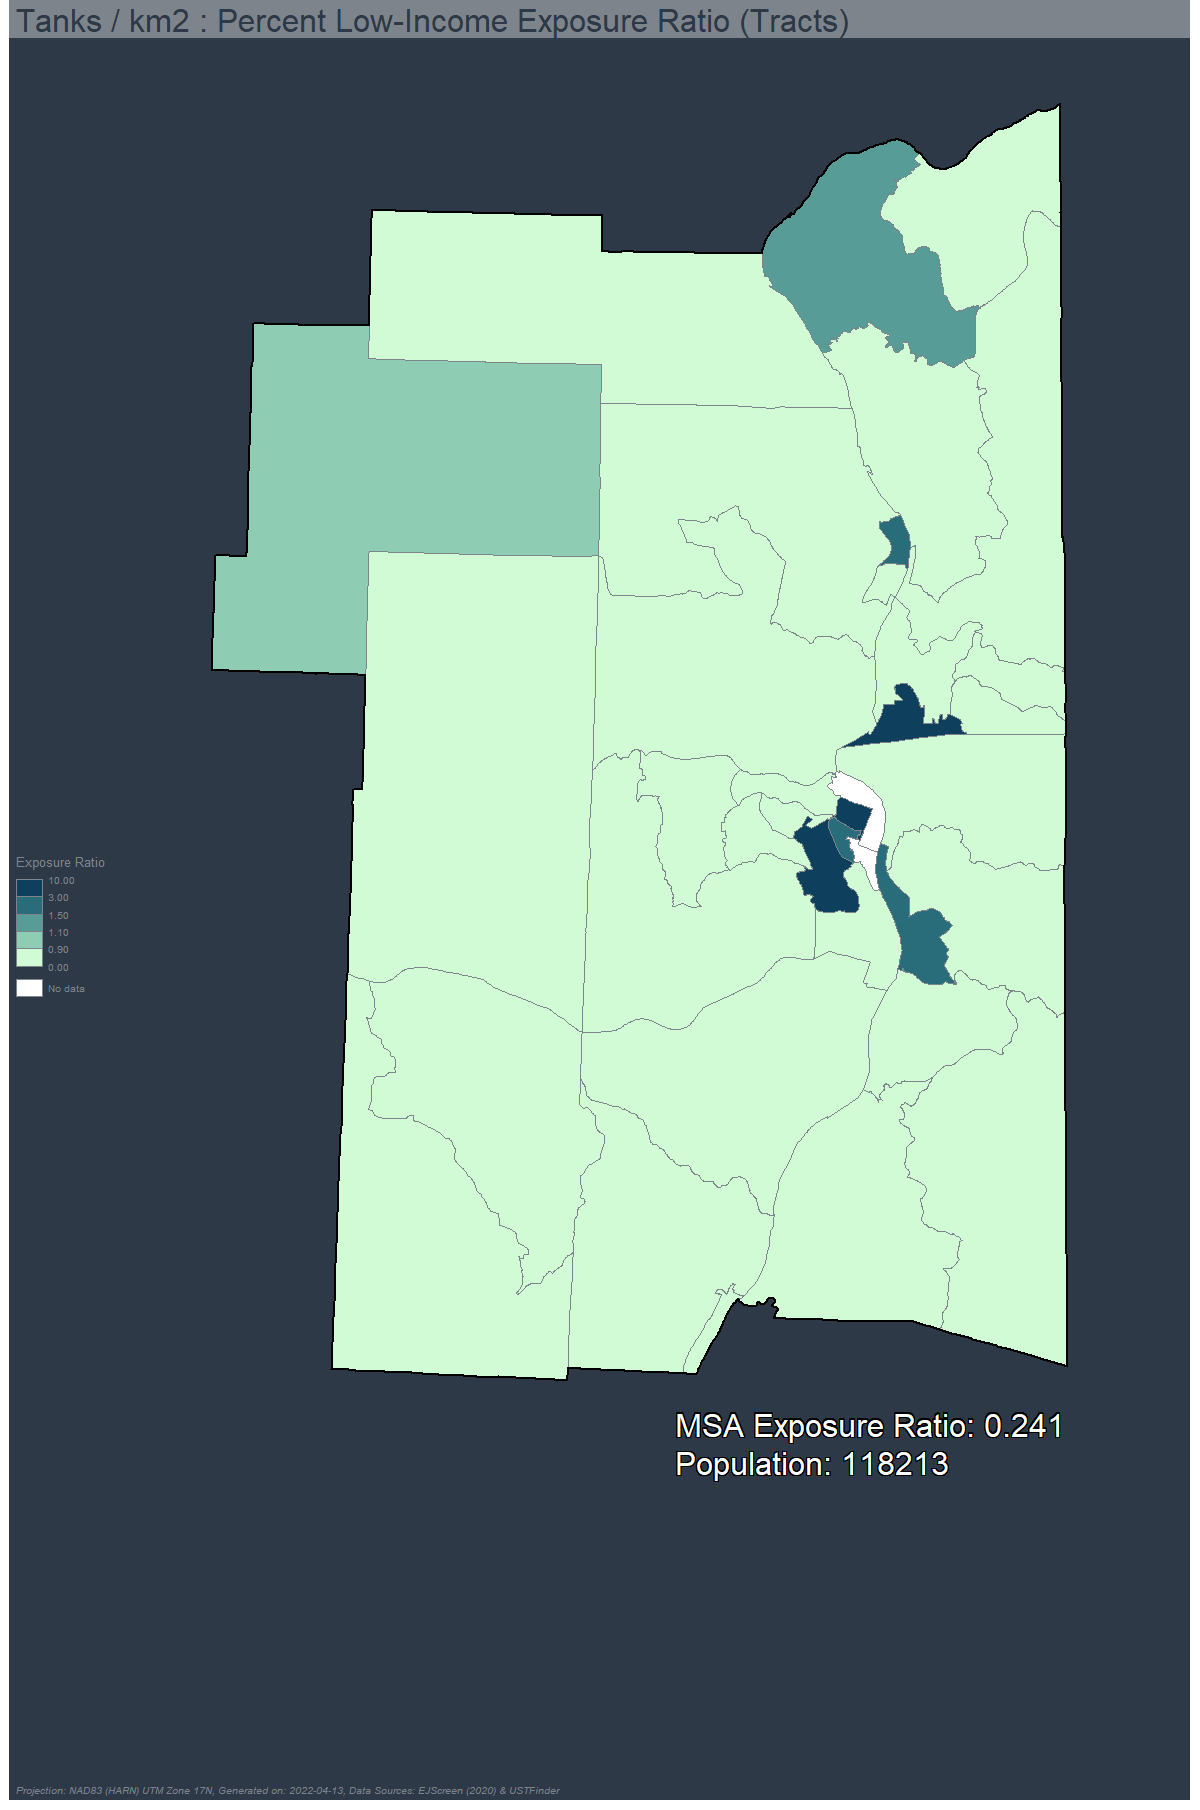 Tanks / km2 : Percent Low-Income Exposure Ratio (Tracts)
Exposure Ratio
10.00
3.00
1.50
1.10
0.90
0.00
No data
MSA Exposure Ratio: 0.241
Population: 118213
Projection: NAD83 (HARN) UTM Zone 17N, Generated on: 2022-04-13, Data Sources: EJScreen (2020) & USTFinder